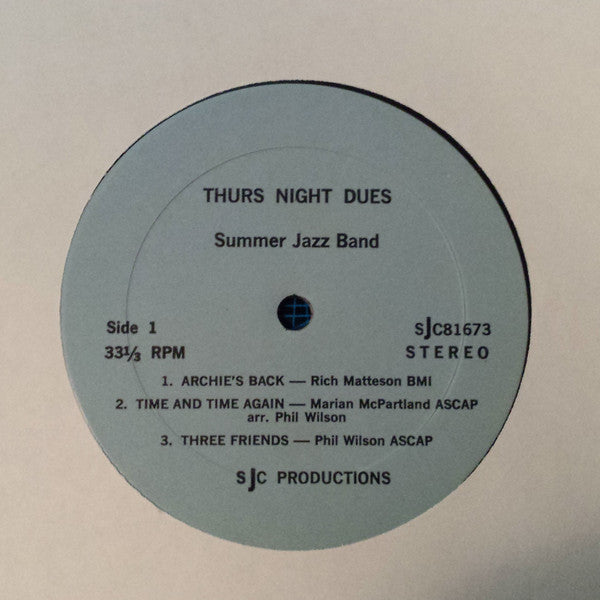 THURS NIGHT DUES
Summer Jazz Band
Side 1
SJC81673
33⅓ RPM
STEREO
1. ARCHIE'S BACK — Rich Matteson BMI
2. TIME AND TIME AGAIN — Marian McPartland ASCAP
arr. Phil Wilson
3. THREE FRIENDS — Phil Wilson ASCAP
SJC PRODUCTIONS